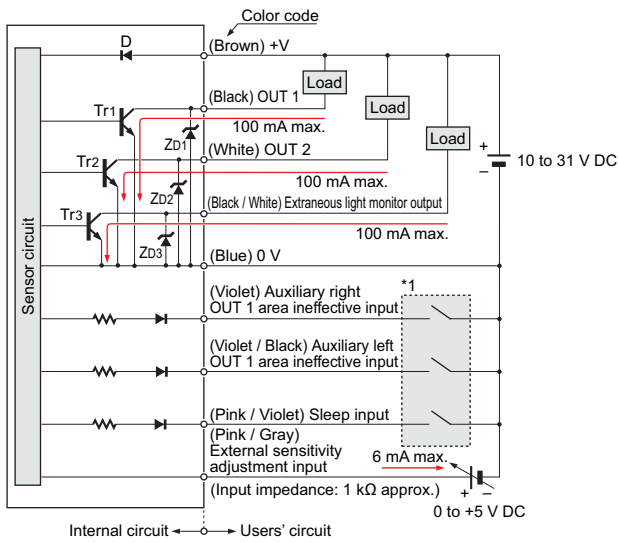 Color code
D
(Brown) +V
Load
(Black) OUT 1
Tr1
Load
100 mA max.
ZD1
Load
Tr2
(White) OUT 2
+
10 to 31 V DC
–
100 mA max.
ZD2
(Black / White) Extraneous light monitor output
Tr3
100 mA max.
ZD3
(Blue) 0 V
Sensor circuit
*1
(Violet) Auxiliary right
OUT 1 area ineffective input
(Violet / Black) Auxiliary left
OUT 1 area ineffective input
(Pink / Violet) Sleep input
(Pink / Gray)
External sensitivity
adjustment input
6 mA max.
(Input impedance: 1 kΩ approx.)
+ –
0 to +5 V DC
Internal circuit
Users' circuit